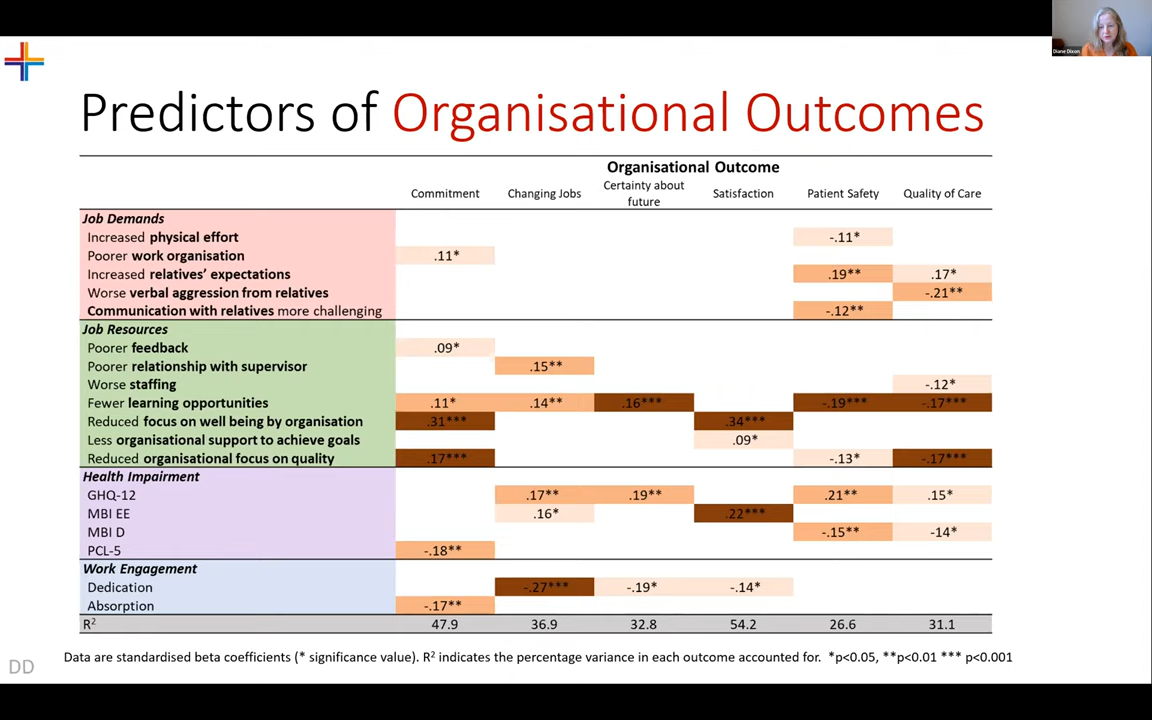 Diane Dixon
Predictors of Organisational Outcomes
Organisational Outcome
Commitment Changing Jobs Certainty about future Satisfaction Patient Safety Quality of Care
Job Demands
Increased physical effort -.11*
Poorer work organisation .11*
Increased relatives’ expectations .19** .17*
Worse verbal aggression from relatives -.21**
Communication with relatives more challenging -.12**
Job Resources
Poorer feedback .09*
Poorer relationship with supervisor .15**
Worse staffing -.12*
Fewer learning opportunities .11* .14** .16*** -.19*** -.17***
Reduced focus on well being by organisation .31*** .34***
Less organisational support to achieve goals .09*
Reduced organisational focus on quality .17*** -.13* -.17***
Health Impairment
GHQ-12 .17** .19** .21** .15*
MBI EE .16* .22***
MBI D -.15** -14*
PCL-5 -.18**
Work Engagement
Dedication -.27*** -.19* -.14*
Absorption -.17**
R² 47.9 36.9 32.8 54.2 26.6 31.1
Data are standardised beta coefficients (* significance value). R² indicates the percentage variance in each outcome accounted for. *p<0.05, **p<0.01 *** p<0.001
DD